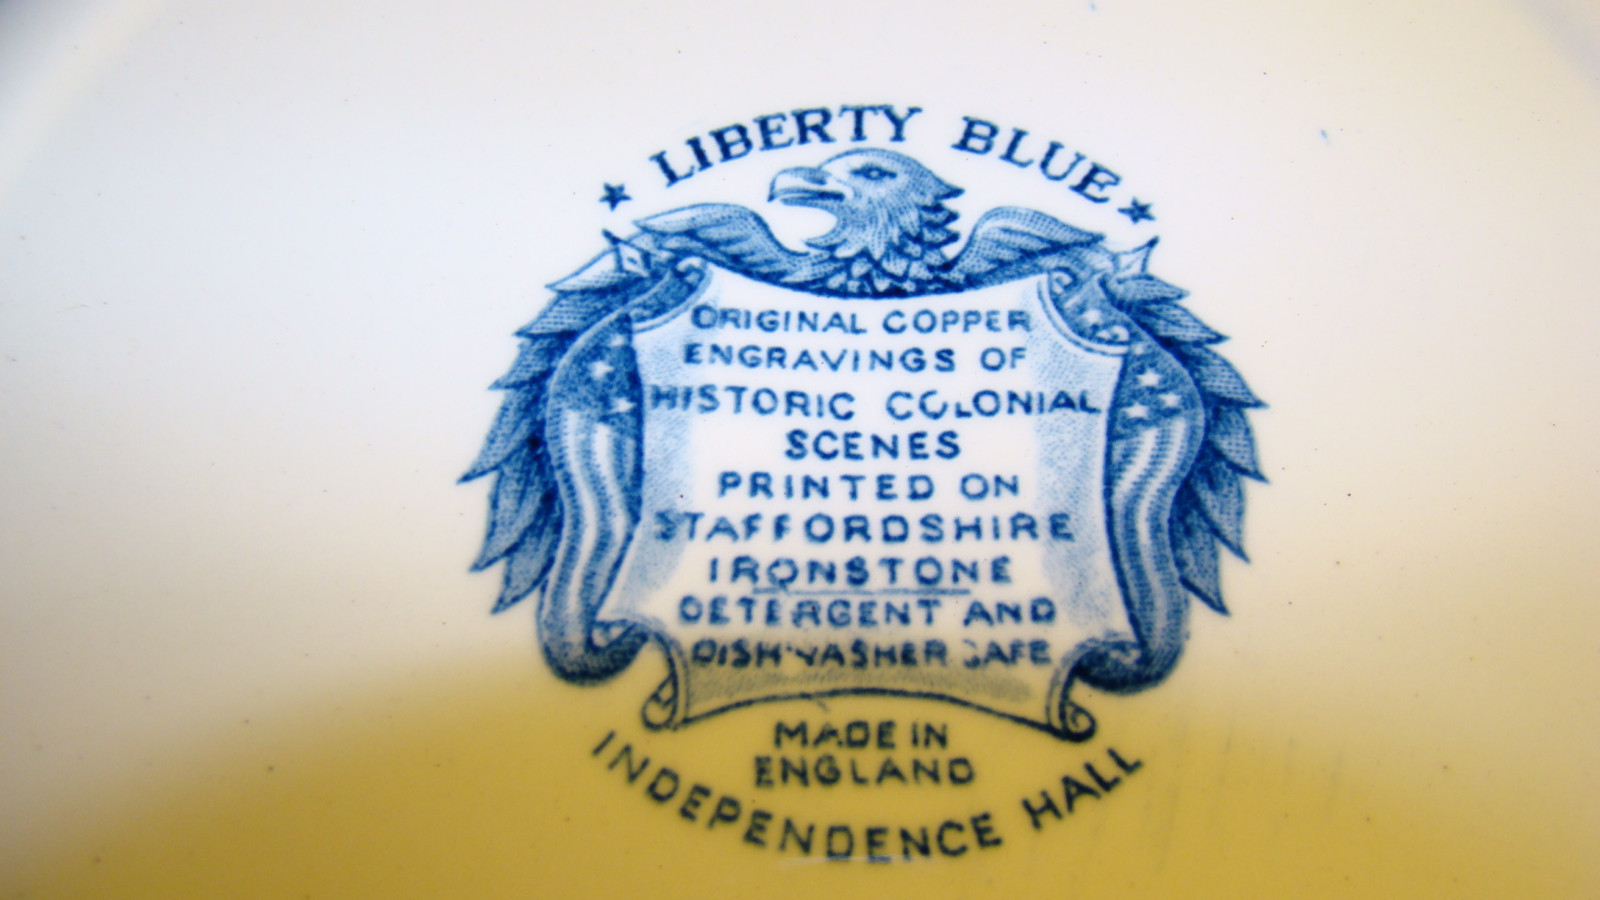 LIBERTY BLUE
ORIGINAL COPPER
ENGRAVINGS OF
HISTORIC COLONIAL
SCENES
PRINTED ON
STAFFORDSHIRE
IRONSTONE
DETERGENT AND
DISHWASHER SAFE
MADE IN
ENGLAND
INDEPENDENCE HALL